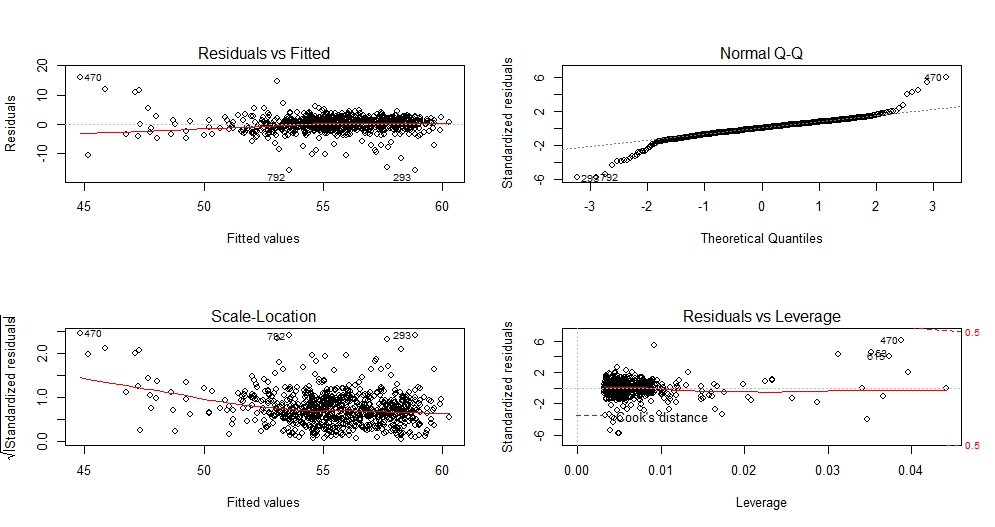 Residuals vs Fitted
Residuals
20
10
0
-10
470
792
293
45 50 55 60
Fitted values
Normal Q-Q
Standardized residuals
6
2
-2
-6
470
293
792
-3 -2 -1 0 1 2 3
Theoretical Quantiles
Scale-Location
√|Standardized residuals|
2.0
1.0
0.0
470
792
293
45 50 55 60
Fitted values
Residuals vs Leverage
Standardized residuals
6
2
-2
-6
470
0.5
0.5
Cook's distance
0.00 0.01 0.02 0.03 0.04
Leverage